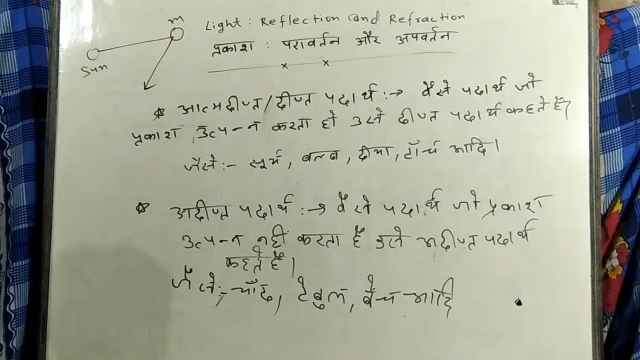 m
Light : Reflection and Refraction
Sun
प्रकाश : परावर्तन और अपवर्तन
* आत्मदीप्त/दीप्त पदार्थ :→ वैसे पदार्थ जो
प्रकाश उत्पन्न करता हो उसे दीप्त पदार्थ कहते हैं,
जैसे :- सूर्य, बल्ब, दीया, टॉर्च आदि।
☆ अदीप्त पदार्थ :→ वैसे पदार्थ जो प्रकाश
उत्पन्न नहीं करता है उसे अदीप्त पदार्थ
कहते हैं।
जैसे :- चाँद, टेबुल, बेंच आदि